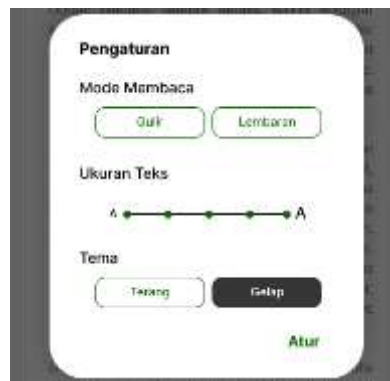 Pengaturan
Mode Membaca
Gulir Lembaran
Ukuran Teks
A A
Tema
Terang Gelap
Atur